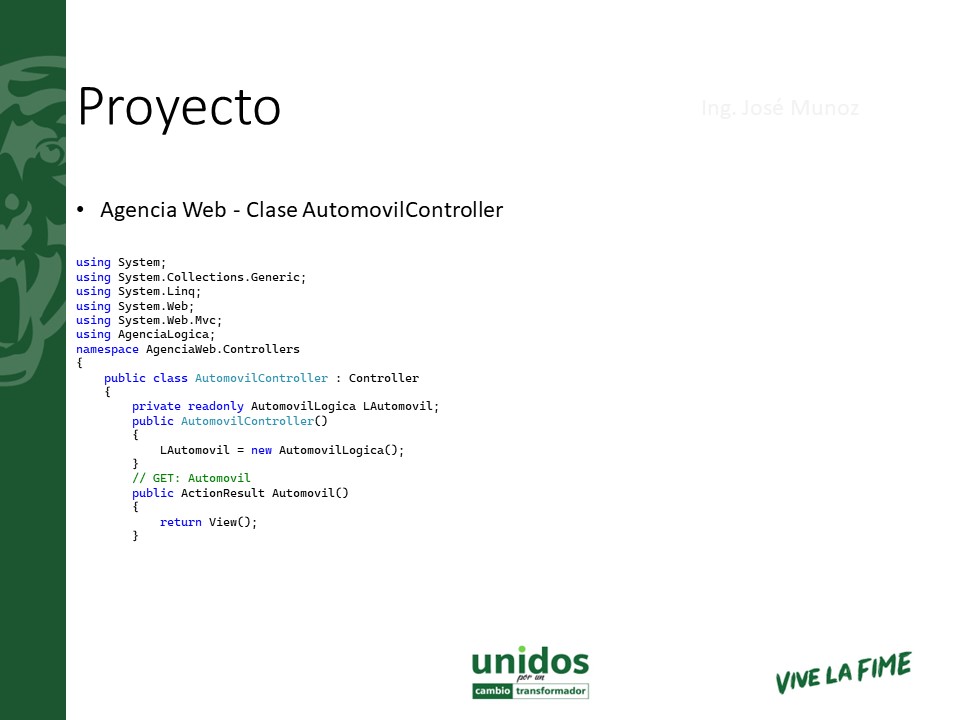 Proyecto
Ing. José Munoz
• Agencia Web - Clase AutomovilController
using System;
using System.Collections.Generic;
using System.Linq;
using System.Web;
using System.Web.Mvc;
using AgenciaLogica;
namespace AgenciaWeb.Controllers
{
    public class AutomovilController : Controller
    {
        private readonly AutomovilLogica LAutomovil;
        public AutomovilController()
        {
            LAutomovil = new AutomovilLogica();
        }
        // GET: Automovil
        public ActionResult Automovil()
        {
            return View();
        }
unidos
por un
cambio transformador
VIVE LA FIME